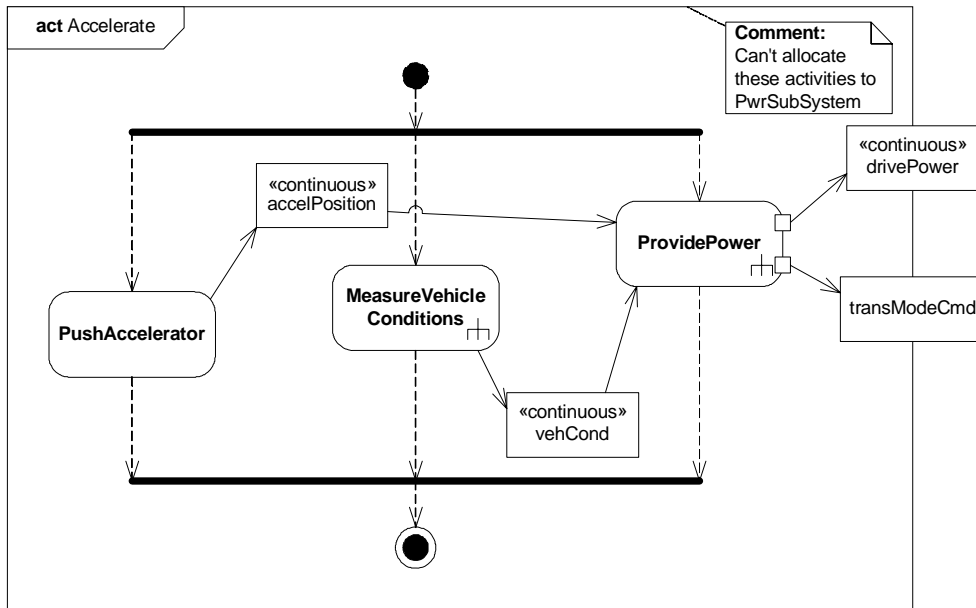 act Accelerate
Comment:
Can't allocate
these activities to
PwrSubSystem
«continuous»
drivePower
«continuous»
accelPosition
ProvidePower
MeasureVehicle
Conditions
transModeCmd
PushAccelerator
«continuous»
vehCond